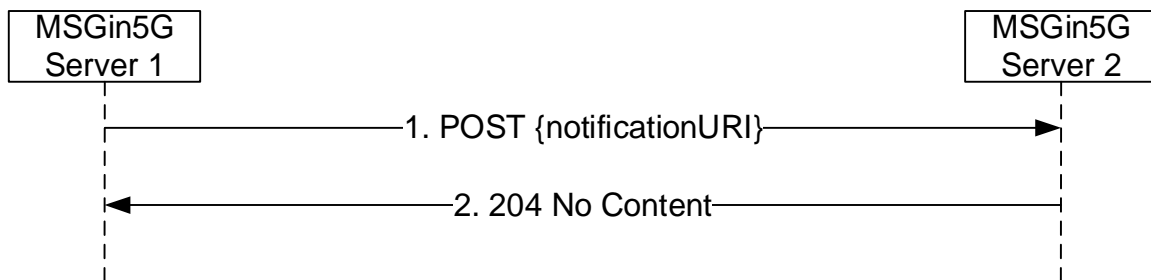 MSGin5G
Server 1
MSGin5G
Server 2
1. POST {notificationURI}
2. 204 No Content